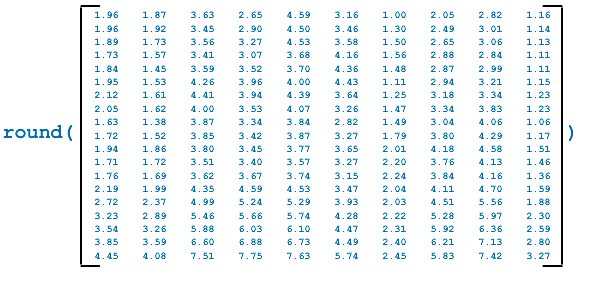 1.96 1.87 3.63 2.65 4.59 3.16 1.00 2.05 2.82 1.16
1.96 1.92 3.45 2.90 4.50 3.46 1.30 2.49 3.01 1.14
1.89 1.73 3.56 3.27 4.53 3.58 1.50 2.65 3.06 1.13
1.73 1.57 3.41 3.07 3.68 4.16 1.56 2.88 2.84 1.11
1.84 1.45 3.59 3.52 3.70 4.36 1.48 2.87 2.99 1.11
1.95 1.53 4.26 3.96 4.00 4.43 1.11 2.94 3.21 1.15
2.12 1.61 4.41 3.94 4.39 3.64 1.25 3.18 3.34 1.23
2.05 1.62 4.00 3.53 4.07 3.26 1.47 3.34 3.83 1.23
1.63 1.38 3.87 3.34 3.84 2.82 1.49 3.04 4.06 1.06
round( 1.72 1.52 3.85 3.42 3.87 3.27 1.79 3.80 4.29 1.17 )
1.94 1.86 3.80 3.45 3.77 3.65 2.01 4.18 4.58 1.51
1.71 1.72 3.51 3.40 3.57 3.27 2.20 3.76 4.13 1.46
1.76 1.69 3.62 3.67 3.74 3.15 2.24 3.84 4.16 1.36
2.19 1.99 4.35 4.59 4.53 3.47 2.04 4.11 4.70 1.59
2.72 2.37 4.99 5.24 5.29 3.93 2.03 4.51 5.56 1.88
3.23 2.89 5.46 5.66 5.74 4.28 2.22 5.28 5.97 2.30
3.54 3.26 5.88 6.03 6.10 4.47 2.31 5.92 6.36 2.59
3.85 3.59 6.60 6.88 6.73 4.49 2.40 6.21 7.13 2.80
4.45 4.08 7.51 7.75 7.63 5.74 2.45 5.83 7.42 3.27